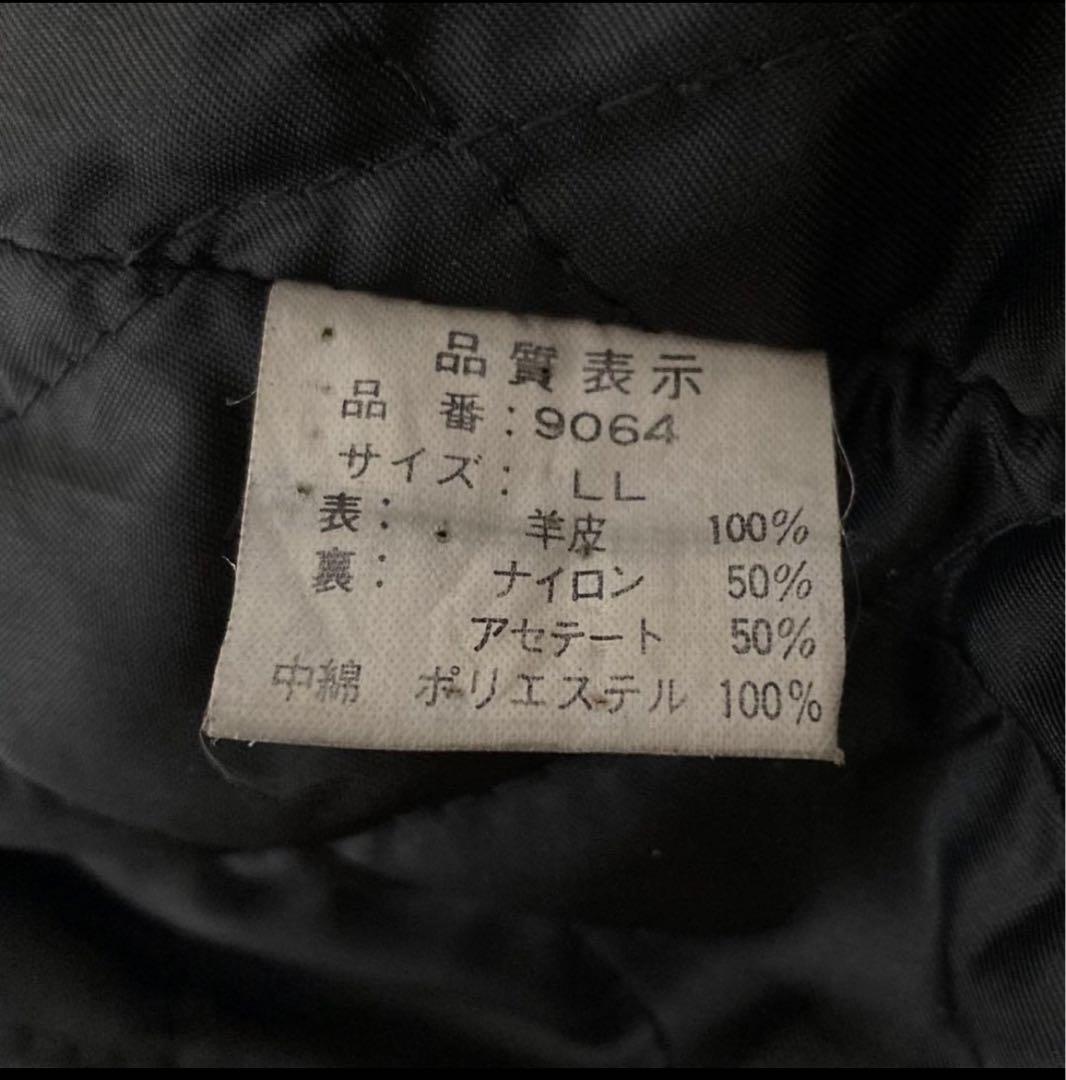 品質表示
品番:9064
サイズ: LL
表: 羊皮 100%
裏: ナイロン 50%
アセテート 50%
中綿 ポリエステル 100%